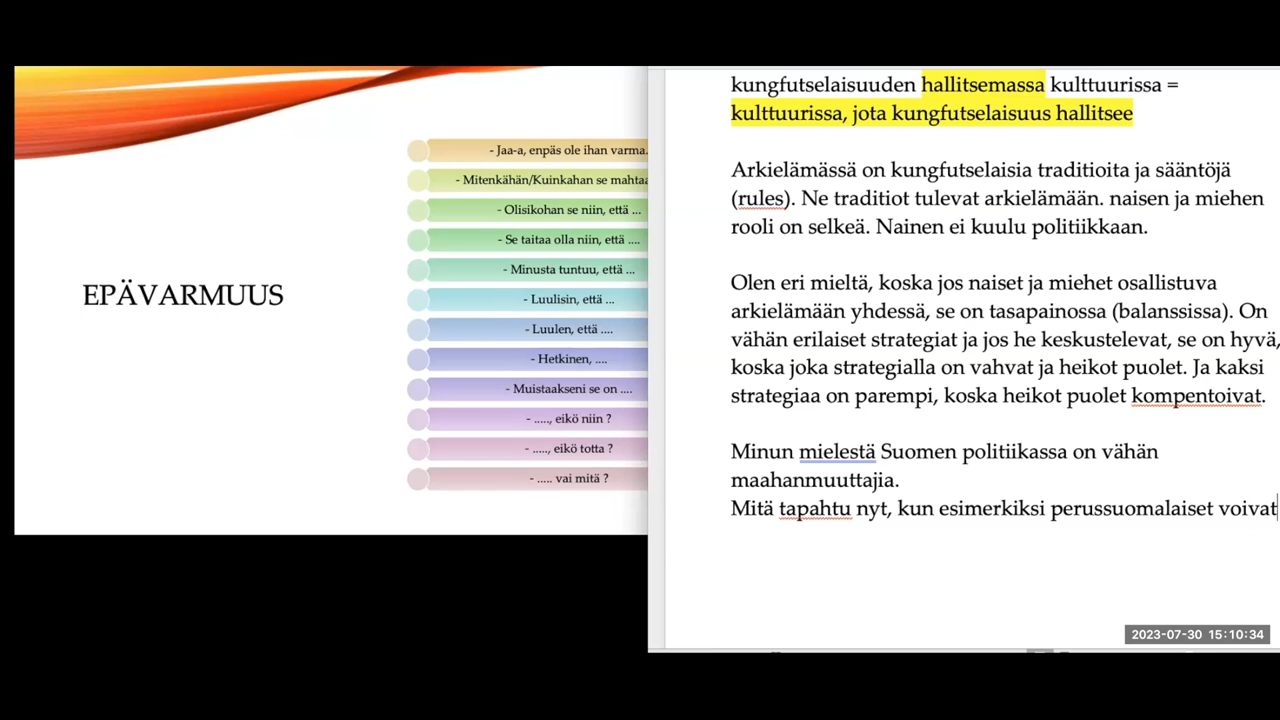 EPÄVARMUUS
- Jaa-a, enpäs ole ihan varma.
- Mitenkähän/Kuinkahan se mahtaa
- Olisikohan se niin, että ...
- Se taitaa olla niin, että ....
- Minusta tuntuu, että ...
- Luulisin, että ...
- Luulen, että ....
- Hetkinen, ....
- Muistaakseni se on ....
- ....., eikö niin ?
- ....., eikö totta ?
- ..... vai mitä ?
kungfutselaisuuden hallitsemassa kulttuurissa =
kulttuurissa, jota kungfutselaisuus hallitsee
Arkielämässä on kungfutselaisia traditioita ja sääntöjä
(rules). Ne traditiot tulevat arkielämään. naisen ja miehen
rooli on selkeä. Nainen ei kuulu politiikkaan.
Olen eri mieltä, koska jos naiset ja miehet osallistuva
arkielämään yhdessä, se on tasapainossa (balanssissa). On
vähän erilaiset strategiat ja jos he keskustelevat, se on hyvä,
koska joka strategialla on vahvat ja heikot puolet. Ja kaksi
strategiaa on parempi, koska heikot puolet kompentoivat.
Minun mielestä Suomen politiikassa on vähän
maahanmuuttajia.
Mitä tapahtu nyt, kun esimerkiksi perussuomalaiset voivat
2023-07-30 15:10:34